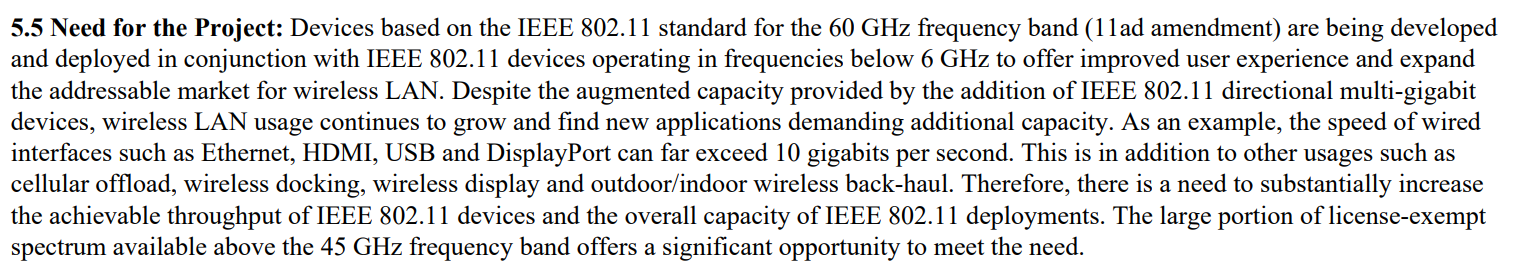 5.5 Need for the Project: Devices based on the IEEE 802.11 standard for the 60 GHz frequency band (11ad amendment) are being developed
and deployed in conjunction with IEEE 802.11 devices operating in frequencies below 6 GHz to offer improved user experience and expand
the addressable market for wireless LAN. Despite the augmented capacity provided by the addition of IEEE 802.11 directional multi-gigabit
devices, wireless LAN usage continues to grow and find new applications demanding additional capacity. As an example, the speed of wired
interfaces such as Ethernet, HDMI, USB and DisplayPort can far exceed 10 gigabits per second. This is in addition to other usages such as
cellular offload, wireless docking, wireless display and outdoor/indoor wireless back-haul. Therefore, there is a need to substantially increase
the achievable throughput of IEEE 802.11 devices and the overall capacity of IEEE 802.11 deployments. The large portion of license-exempt
spectrum available above the 45 GHz frequency band offers a significant opportunity to meet the need.